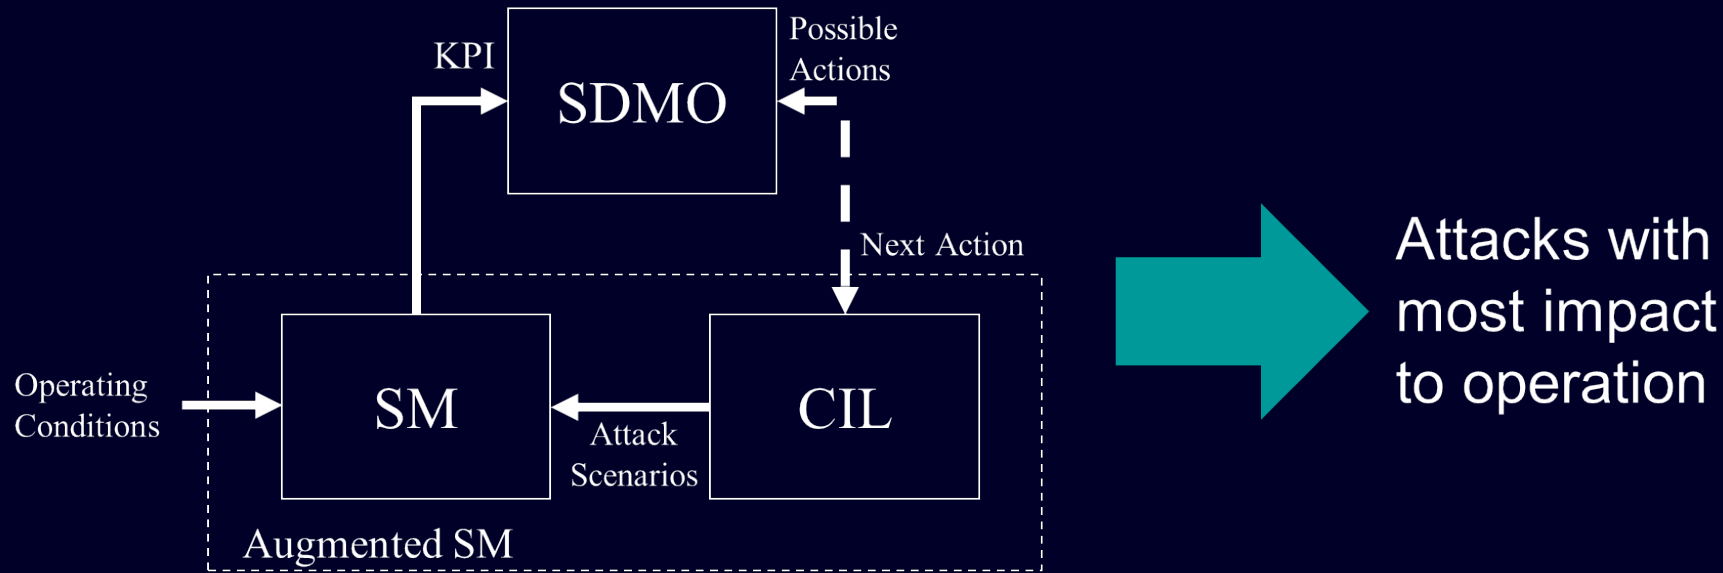 KPI
SDMO
Possible
Actions
Next Action
Operating
Conditions
SM
Attack
Scenarios
CIL
Augmented SM
Attacks with
most impact
to operation